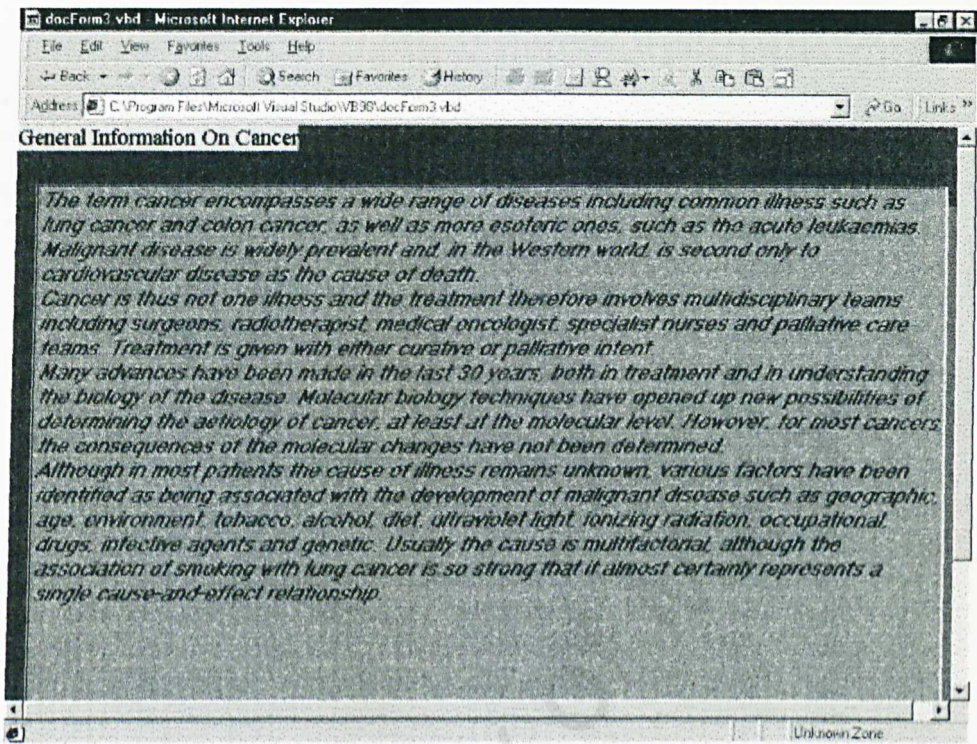 docForm3.vbd - Microsoft Internet Explorer
File Edit View Favorites Tools Help
Back Search Favorites History
Address C:\Program Files\Microsoft Visual Studio\VB98\docForm3.vbd Go Links »
General Information On Cancer
The term cancer encompasses a wide range of diseases including common illness such as
lung cancer and colon cancer, as well as more esoteric ones, such as the acute leukaemias.
Malignant disease is widely prevalent and, in the Western world, is second only to
cardiovascular disease as the cause of death.
Cancer is thus not one illness and the treatment therefore involves multidisciplinary teams
including surgeons, radiotherapist, medical oncologist, specialist nurses and palliative care
teams. Treatment is given with either curative or palliative intent.
Many advances have been made in the last 30 years, both in treatment and in understanding
the biology of the disease. Molecular biology techniques have opened up new possibilities of
determining the aetiology of cancer, at least at the molecular level. However, for most cancers
the consequences of the molecular changes have not been determined.
Although in most patients the cause of illness remains unknown, various factors have been
identified as being associated with the development of malignant disease such as geographic,
age, environment, tobacco, alcohol, diet, ultraviolet light, ionizing radiation, occupational,
drugs, infective agents and genetic. Usually the cause is multifactorial, although the
association of smoking with lung cancer is so strong that it almost certainly represents a
single cause-and-effect relationship.
Unknown Zone